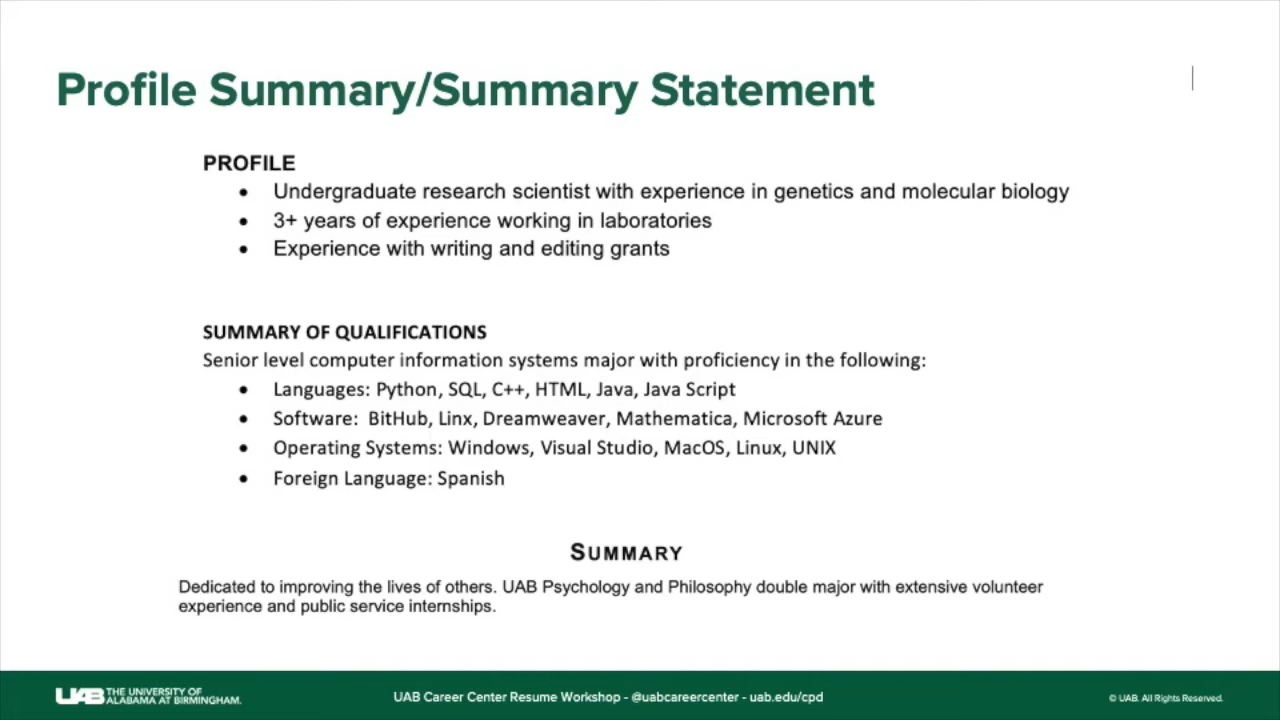 Profile Summary/Summary Statement
PROFILE
• Undergraduate research scientist with experience in genetics and molecular biology
• 3+ years of experience working in laboratories
• Experience with writing and editing grants
SUMMARY OF QUALIFICATIONS
Senior level computer information systems major with proficiency in the following:
• Languages: Python, SQL, C++, HTML, Java, Java Script
• Software: BitHub, Linx, Dreamweaver, Mathematica, Microsoft Azure
• Operating Systems: Windows, Visual Studio, MacOS, Linux, UNIX
• Foreign Language: Spanish
SUMMARY
Dedicated to improving the lives of others. UAB Psychology and Philosophy double major with extensive volunteer
experience and public service internships.
UAB THE UNIVERSITY OF
ALABAMA AT BIRMINGHAM.
UAB Career Center Resume Workshop - @uabcareercenter - uab.edu/cpd
© UAB. All Rights Reserved.